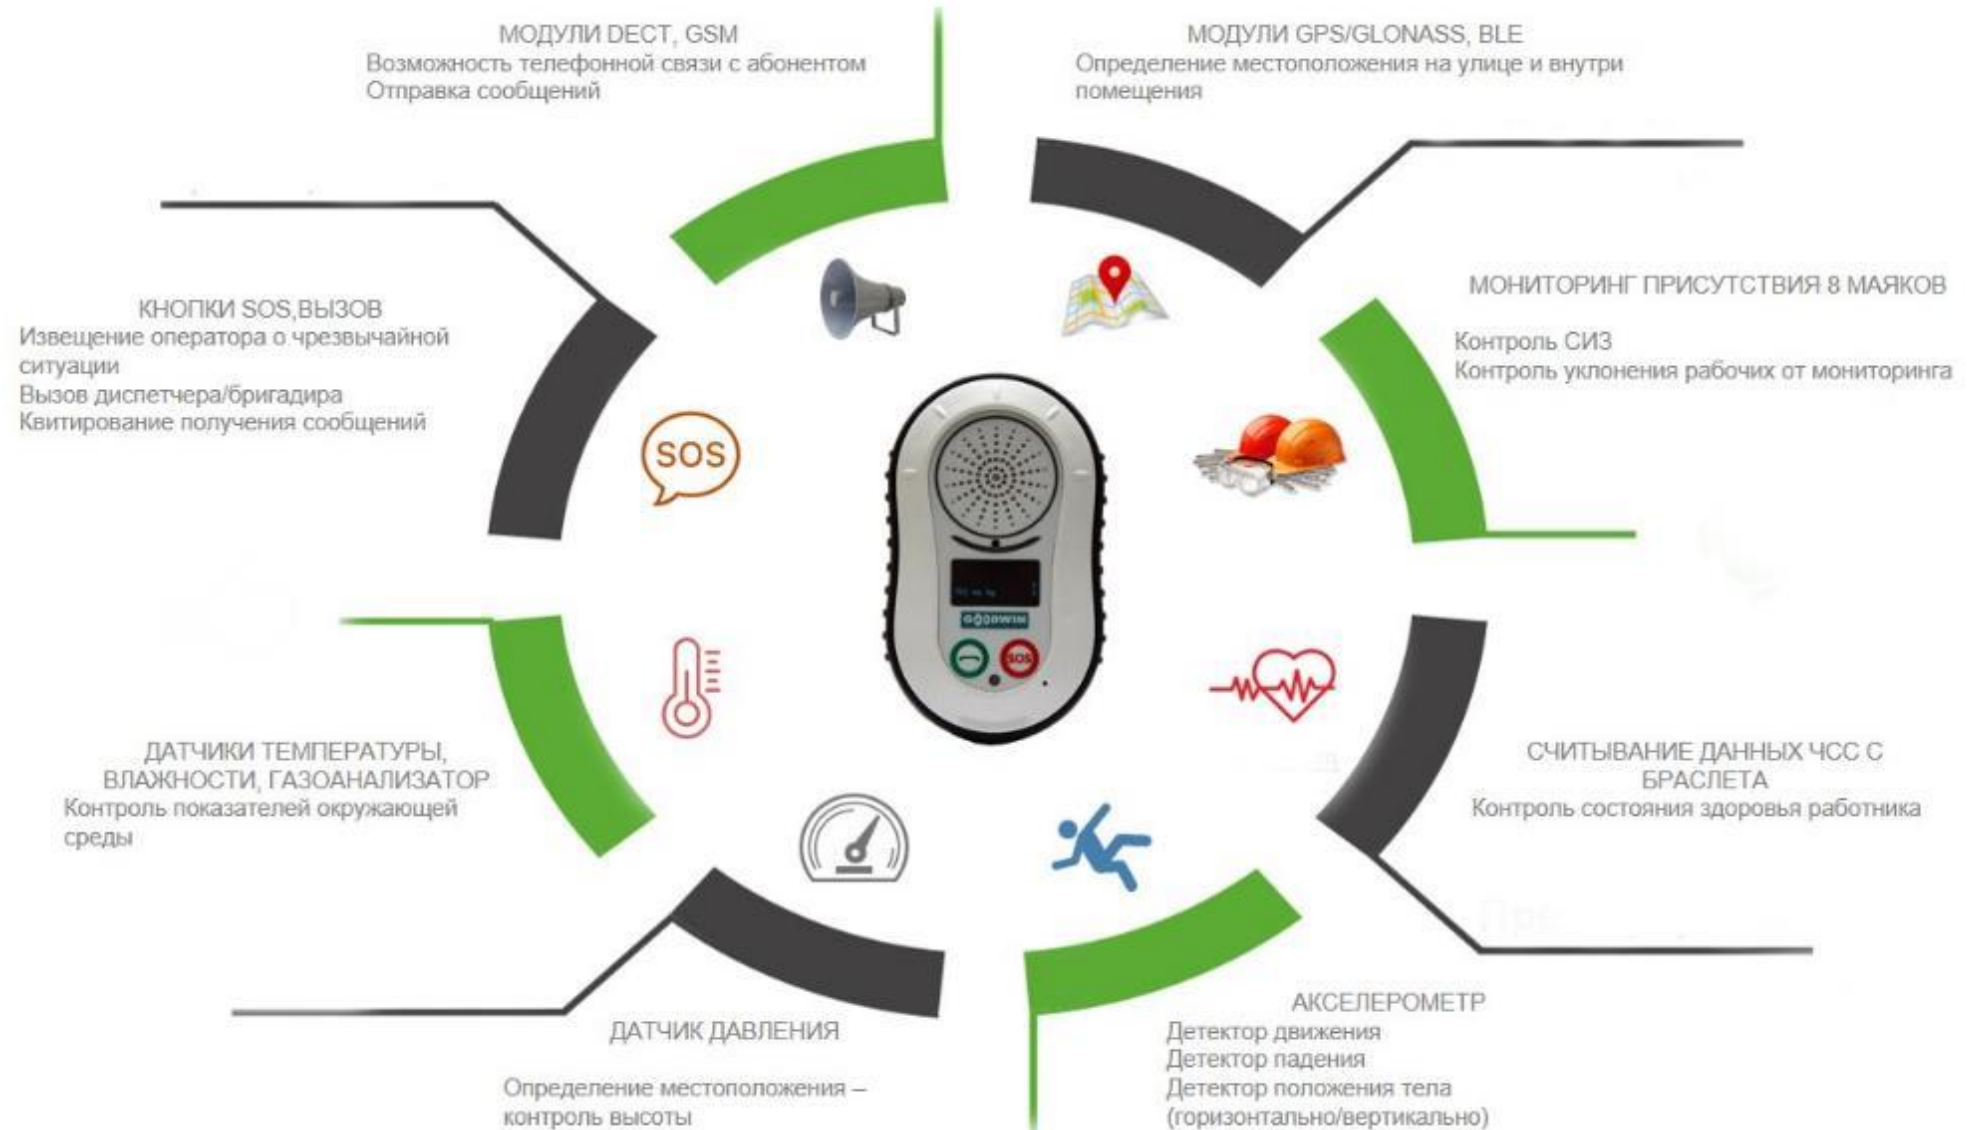 МОДУЛИ DECT, GSM
Возможность телефонной связи с абонентом
Отправка сообщений
МОДУЛИ GPS/GLONASS, BLE
Определение местоположения на улице и внутри
помещения
КНОПКИ SOS,ВЫЗОВ
Извещение оператора о чрезвычайной
ситуации
Вызов диспетчера/бригадира
Квитирование получения сообщений
МОНИТОРИНГ ПРИСУТСТВИЯ 8 МАЯКОВ
Контроль СИЗ
Контроль уклонения рабочих от мониторинга
SOS
GOODWIN
SOS
ДАТЧИКИ ТЕМПЕРАТУРЫ,
ВЛАЖНОСТИ, ГАЗОАНАЛИЗАТОР
Контроль показателей окружающей
среды
СЧИТЫВАНИЕ ДАННЫХ ЧСС С
БРАСЛЕТА
Контроль состояния здоровья работника
ДАТЧИК ДАВЛЕНИЯ
Определение местоположения –
контроль высоты
АКСЕЛЕРОМЕТР
Детектор движения
Детектор падения
Детектор положения тела
(горизонтально/вертикально)